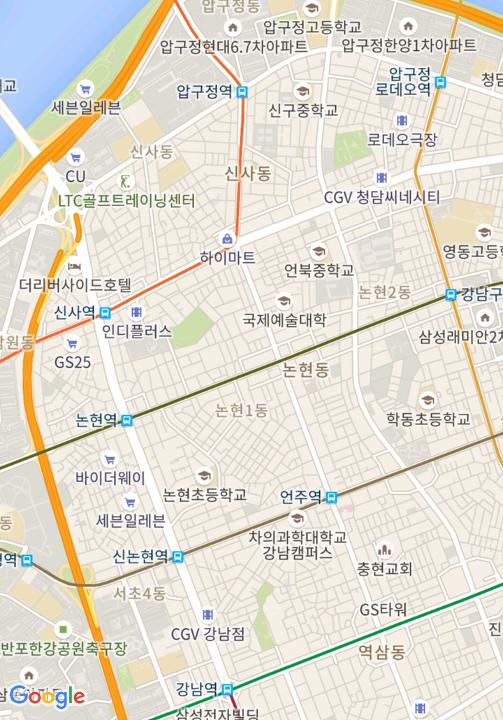 압구정동
압구정고등학교
압구정현대6.7차아파트
압구정한양1차아파트
압구정역
압구정
로데오역
세븐일레븐
신구중학교
로데오극장
신사동
CU
신사동
LTC골프트레이닝센터
CGV 청담씨네시티
하이마트
언북중학교
영동고등
더리버사이드호텔
논현2동
강남구
신사역
인디플러스
국제예술대학
삼성래미안2차
GS25
논현동
논현1동
학동초등학교
논현역
바이더웨이
논현초등학교
언주역
세븐일레븐
차의과학대학교
강남캠퍼스
신논현역
충현교회
서초4동
GS타워
CGV 강남점
반포한강공원축구장
역삼동
강남역
삼성전자빌딩
Google